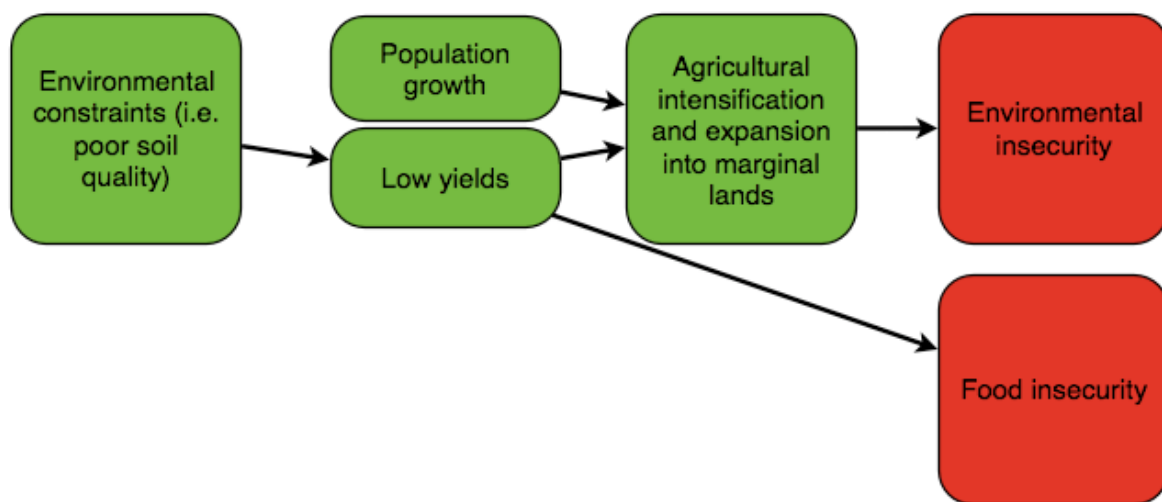 Environmental
constraints (i.e.
poor soil
quality)
Population
growth
Low yields
Agricultural
intensification
and expansion
into marginal
lands
Environmental
insecurity
Food insecurity